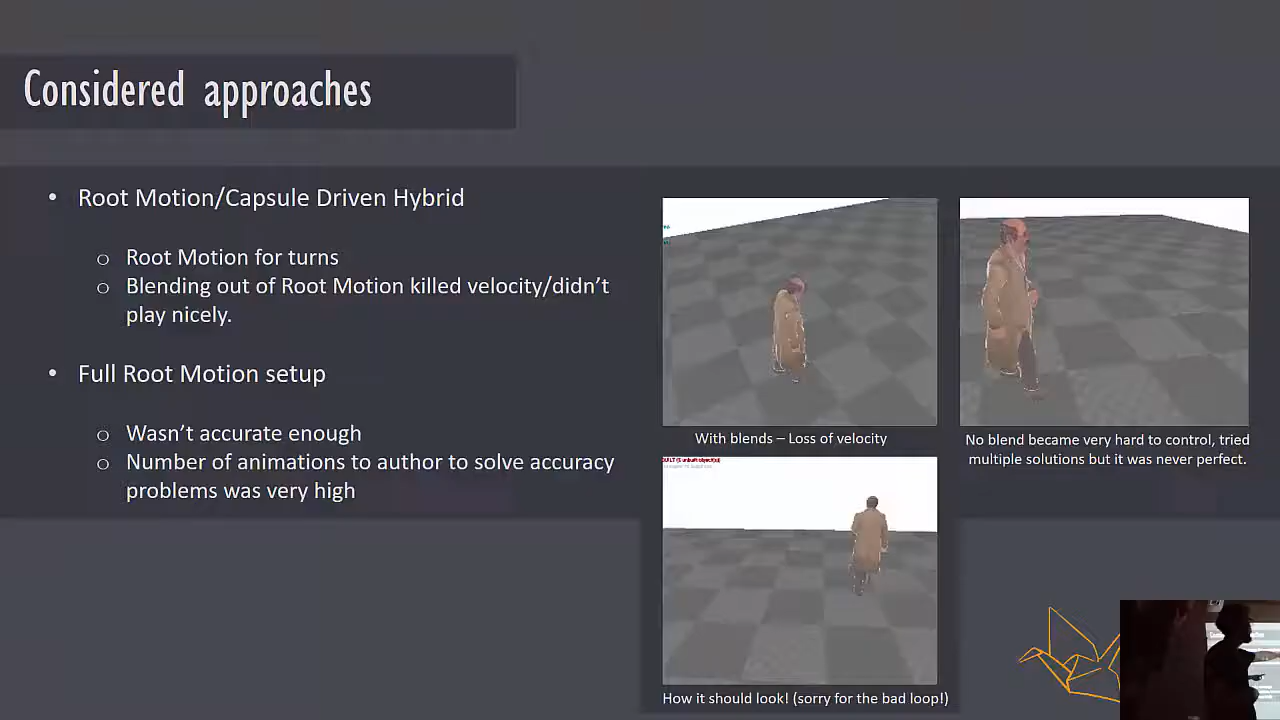 Considered approaches
• Root Motion/Capsule Driven Hybrid
o Root Motion for turns
o Blending out of Root Motion killed velocity/didn't
play nicely.
• Full Root Motion setup
o Wasn't accurate enough
o Number of animations to author to solve accuracy
problems was very high
With blends – Loss of velocity
No blend became very hard to control, tried
multiple solutions but it was never perfect.
How it should look! (sorry for the bad loop!)